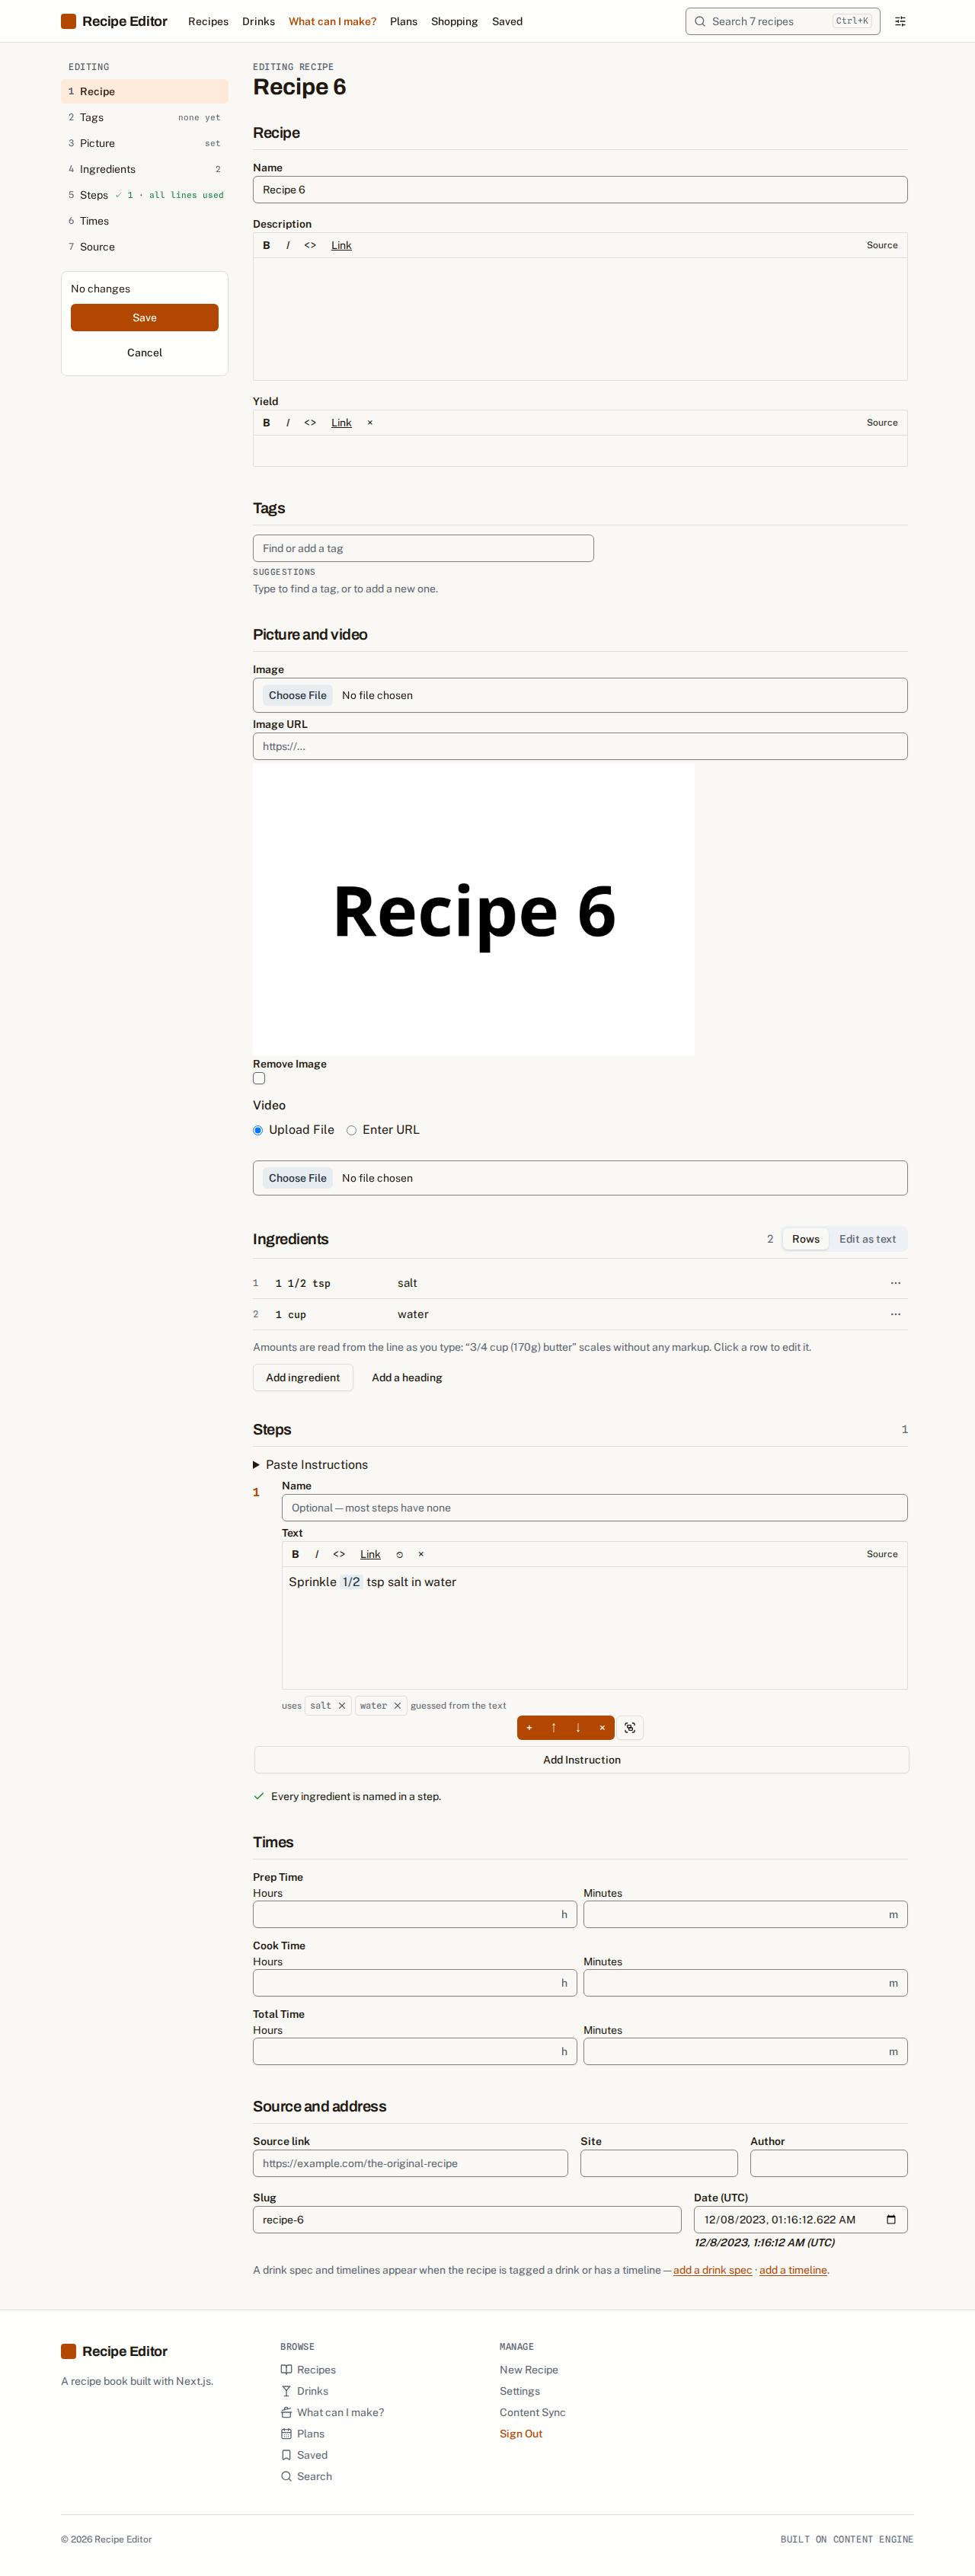 Recipe Editor Recipes Drinks What can I make? Plans Shopping Saved Search 7 recipes Ctrl+K
EDITING
1 Recipe
2 Tags none yet
3 Picture set
4 Ingredients 2
5 Steps ✓ 1 · all lines used
6 Times
7 Source
No changes
Save
Cancel
EDITING RECIPE
Recipe 6
Recipe
Name
Recipe 6
Description
B I <> Link Source
Yield
B I <> Link × Source
Tags
Find or add a tag
SUGGESTIONS
Type to find a tag, or to add a new one.
Picture and video
Image
Choose File No file chosen
Image URL
https://...
Recipe 6
Remove Image
Video
Upload File Enter URL
Choose File No file chosen
Ingredients 2 Rows Edit as text
1 1 1/2 tsp salt ...
2 1 cup water ...
Amounts are read from the line as you type: “3/4 cup (170g) butter” scales without any markup. Click a row to edit it.
Add ingredient Add a heading
Steps 1
Paste Instructions
1 Name
Optional — most steps have none
Text
B I <> Link × Source
Sprinkle 1/2 tsp salt in water
uses salt × water × guessed from the text
+ ↑ ↓ ×
Add Instruction
Every ingredient is named in a step.
Times
Prep Time
Hours Minutes
h m
Cook Time
Hours Minutes
h m
Total Time
Hours Minutes
h m
Source and address
Source link Site Author
https://example.com/the-original-recipe
Slug Date (UTC)
recipe-6 12/08/2023, 01:16:12.622 AM
12/8/2023, 1:16:12 AM (UTC)
A drink spec and timelines appear when the recipe is tagged a drink or has a timeline — add a drink spec · add a timeline.
Recipe Editor
A recipe book built with Next.js.
BROWSE
Recipes
Drinks
What can I make?
Plans
Saved
Search
MANAGE
New Recipe
Settings
Content Sync
Sign Out
© 2026 Recipe Editor BUILT ON CONTENT ENGINE